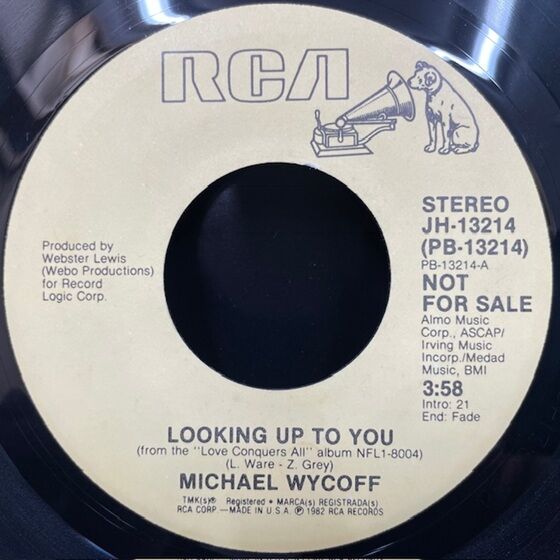 RCA
STEREO
JH-13214
(PB-13214)
PB-13214-A
NOT
FOR SALE
Almo Music
Corp., ASCAP/
Irving Music
Incorp./Medad
Music, BMI
3:58
Intro: 21
End: Fade
Produced by
Webster Lewis
(Webo Productions)
for Record
Logic Corp.
LOOKING UP TO YOU
(from the "Love Conquers All" album NFL1-8004)
(L. Ware - Z. Grey)
MICHAEL WYCOFF
TMK(s)® Registered • MARCA(s) REGISTRADA(s)
RCA CORP — MADE IN U.S.A. ℗ 1982 RCA RECORDS